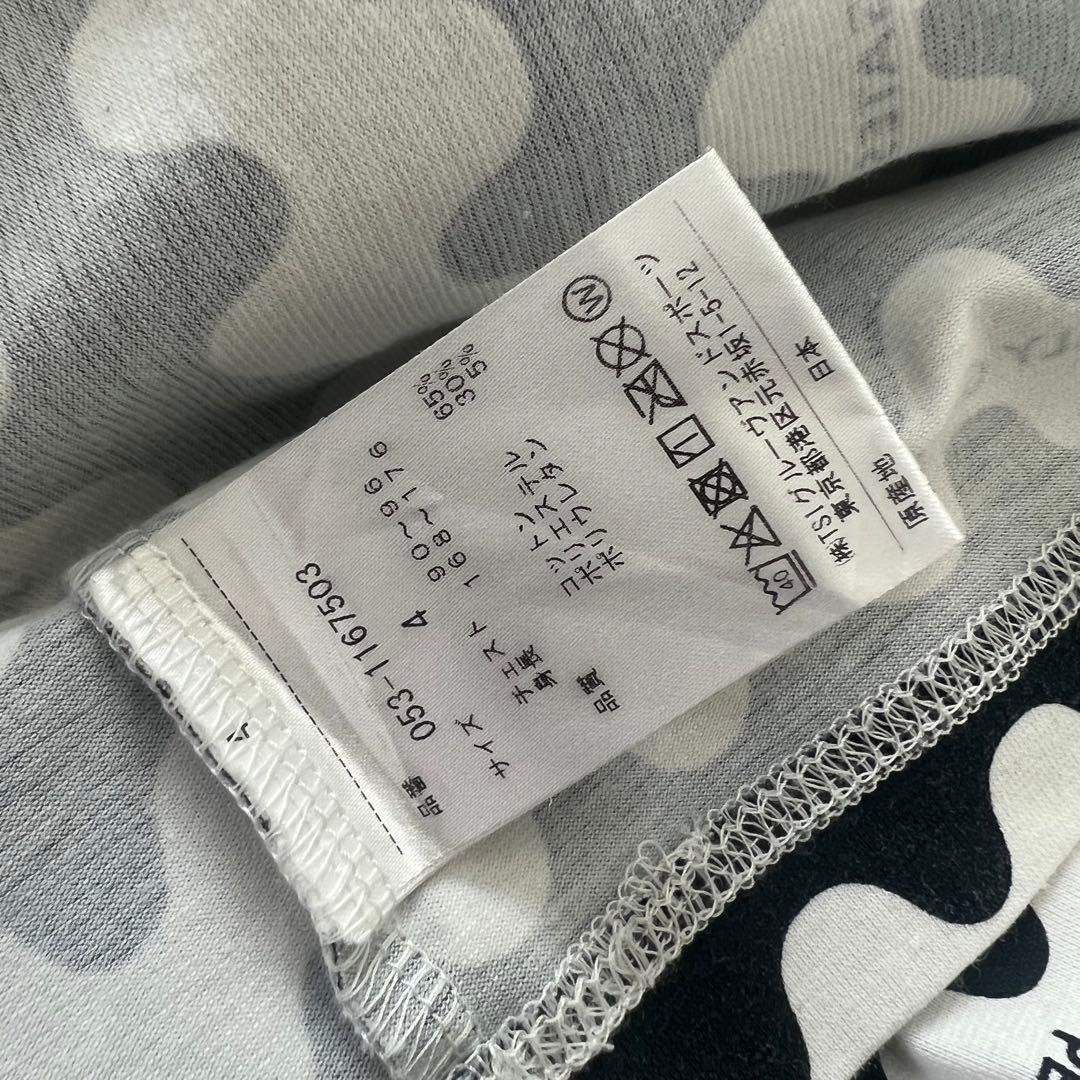 品番 053-1167503
サイズ 4
チェスト 90〜96
身長 168〜176
品質
コットン 65%
ポリエステル 30%
ポリウレタン 5%
40
W
㈱TSIグルーヴアンドスポーツ
東京都港区元赤坂1-5-12
原産地 日本